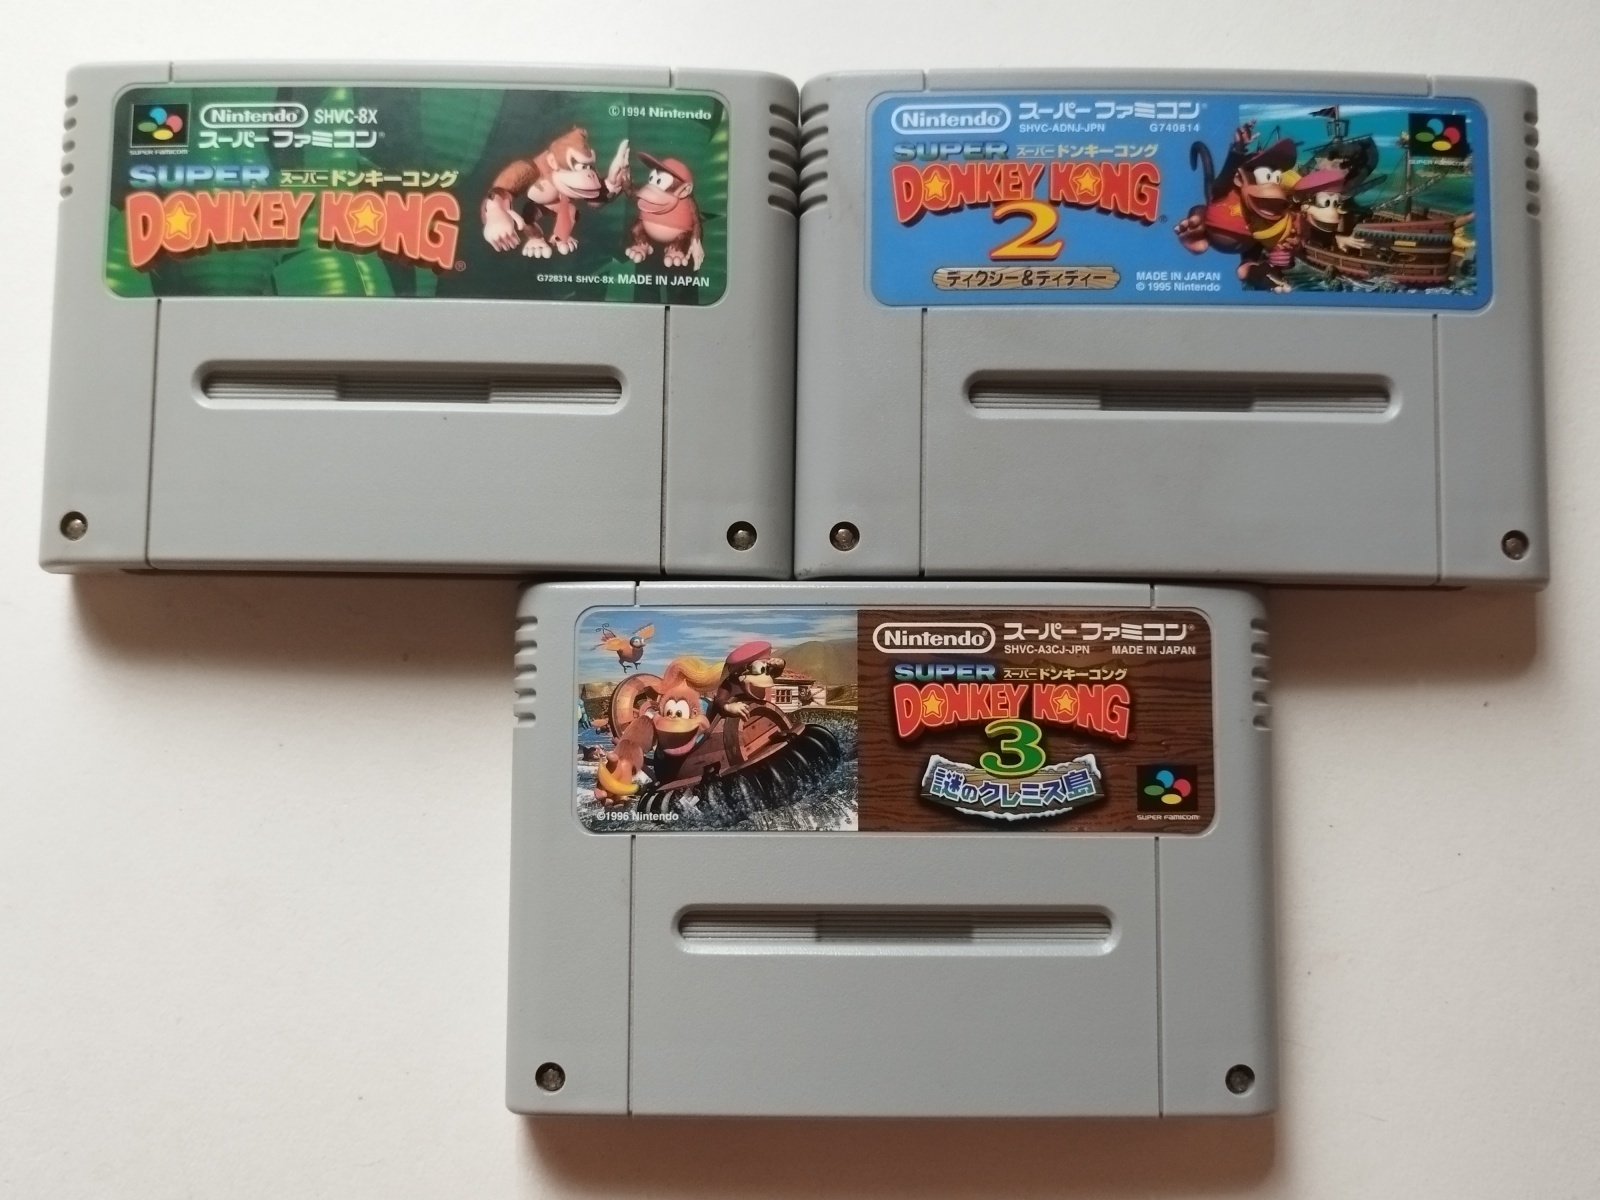 Nintendo SHVC-8X
スーパーファミコン
© 1994 Nintendo
SUPER FAMICOM
SUPER スーパードンキーコング
DONKEY KONG
G728314 SHVC-8X MADE IN JAPAN
Nintendo スーパーファミコン
SHVC-ADNJ-JPN G740814
SUPER スーパードンキーコング
DONKEY KONG
2
ディクシー&ディディー
MADE IN JAPAN
© 1995 Nintendo
SUPER FAMICOM
Nintendo スーパーファミコン
SHVC-A3CJ-JPN MADE IN JAPAN
SUPER スーパードンキーコング
DONKEY KONG
3
謎のクレミス島
©1996 Nintendo
SUPER FAMICOM